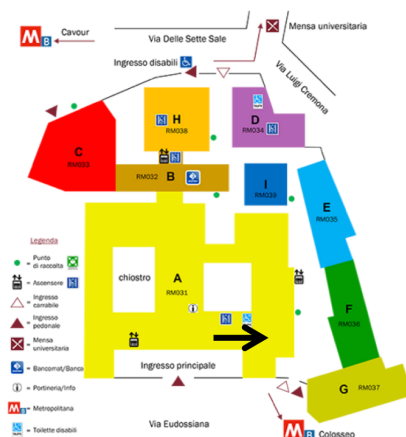 M B
Cavour
Via Delle Sette Sale
Mensa universitaria
Ingresso disabili
Via Luigi Cremona
H
RM038
D
RM034
C
RM033
RM032
B
I
RM039
E
RM035
Legenda
Punto
di raccolta
Ascensore
Ingresso
carrabile
Ingresso
pedonale
Mensa
universitaria
Bancomat/Banca
Portineria/Info
Metropolitana
Toilette disabili
chiostro
A
RM031
F
RM036
G
RM037
Ingresso principale
Via Eudossiana
M B
Colosseo